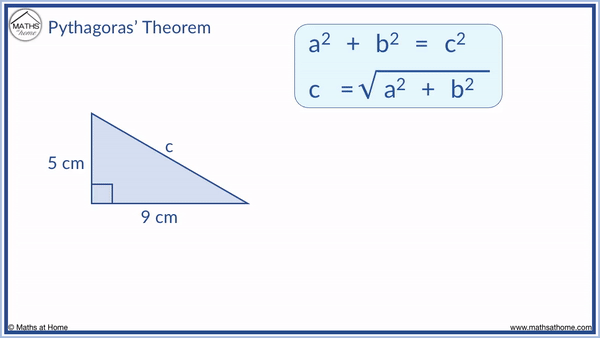 MATHS
at home
Pythagoras' Theorem
a² + b² = c²
c = √a² + b²
c
5 cm
9 cm
© Maths at Home
www.mathsathome.com